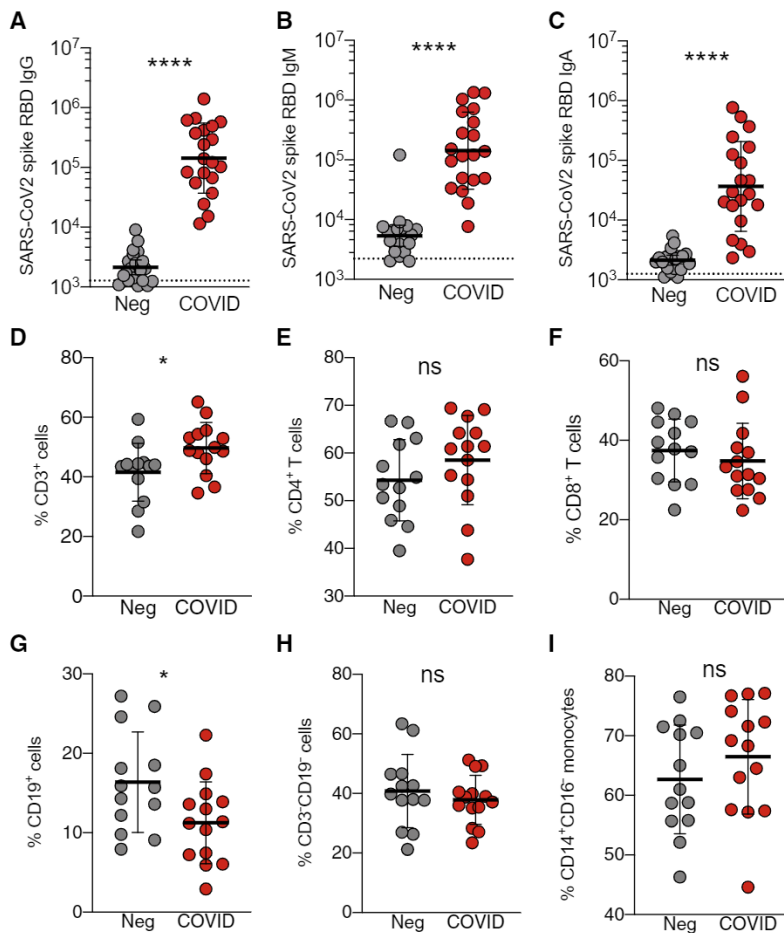 A
SARS-CoV2 spike RBD IgG
10⁷
10⁶
10⁵
10⁴
10³
****
Neg COVID
B
SARS-CoV2 spike RBD IgM
10⁷
10⁶
10⁵
10⁴
10³
****
Neg COVID
C
SARS-CoV2 spike RBD IgA
10⁷
10⁶
10⁵
10⁴
10³
****
Neg COVID
D
% CD3⁺ cells
80
60
40
20
0
*
Neg COVID
E
% CD4⁺ T cells
80
70
60
50
40
30
ns
Neg COVID
F
% CD8⁺ T cells
60
40
20
0
ns
Neg COVID
G
% CD19⁺ cells
30
20
10
0
*
Neg COVID
H
% CD3⁻CD19⁻ cells
80
60
40
20
0
ns
Neg COVID
I
% CD14⁺CD16⁻ monocytes
80
70
60
50
40
ns
Neg COVID